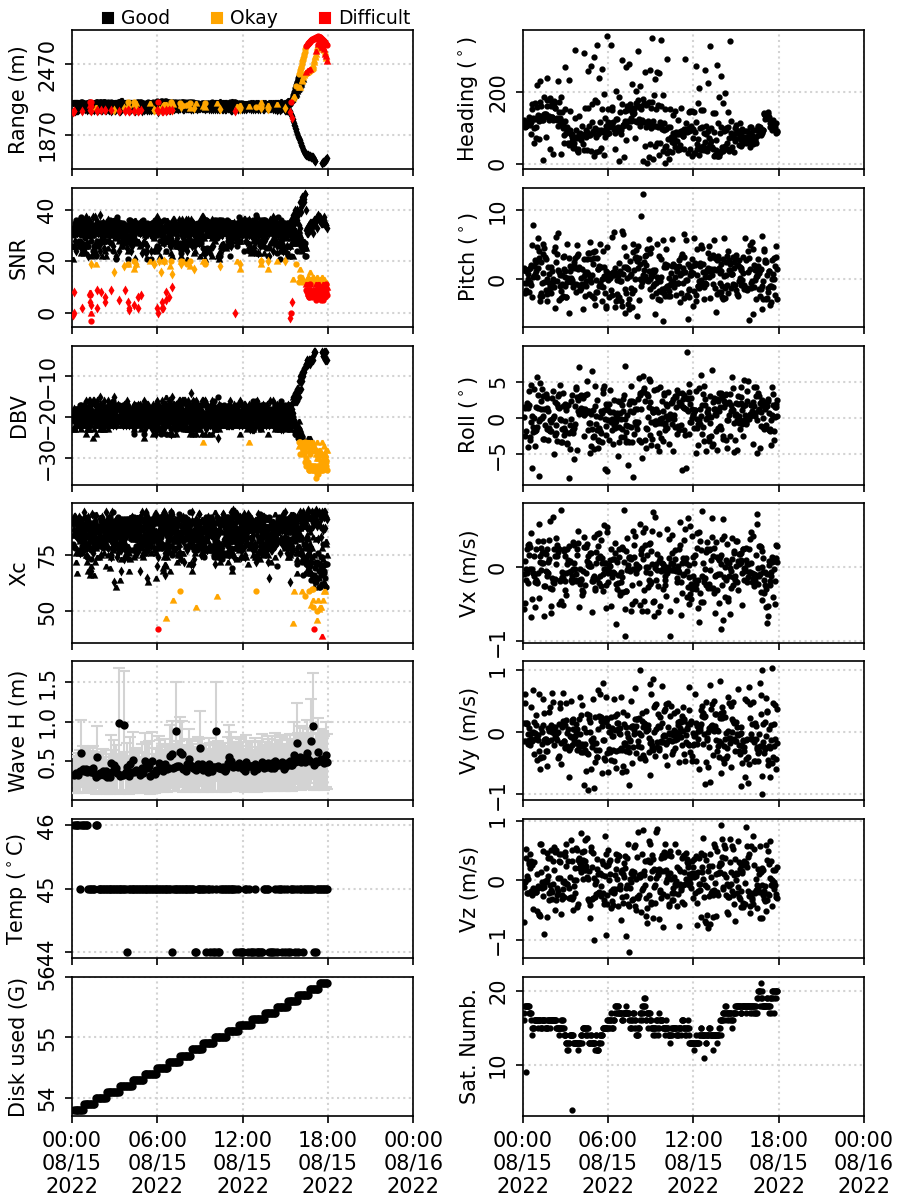 Good Okay Difficult
Range (m)
2470
1870
Heading (°)
200
0
SNR
40
20
0
Pitch (°)
10
0
DBV
−10
−20
−30
Roll (°)
5
0
−5
Xc
75
50
Vx (m/s)
0
−1
Wave H (m)
1.5
1.0
0.5
Vy (m/s)
1
0
−1
Temp (°C)
46
45
44
Vz (m/s)
1
0
−1
Disk used (G)
56
55
54
Sat. Numb.
20
10
00:00 06:00 12:00 18:00 00:00
08/15 08/15 08/15 08/15 08/16
2022 2022 2022 2022 2022
00:00 06:00 12:00 18:00 00:00
08/15 08/15 08/15 08/15 08/16
2022 2022 2022 2022 2022